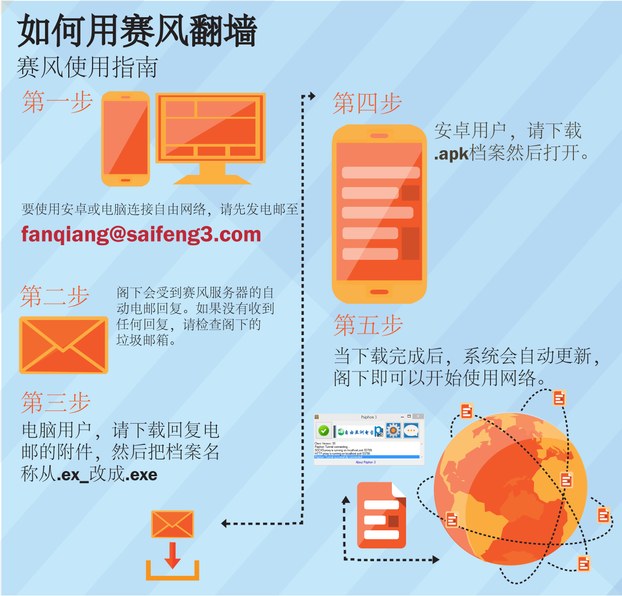 如何用赛风翻墙
赛风使用指南
第一步
要使用安卓或电脑连接自由网络，请先发电邮至
fanqiang@saifeng3.com
第二步
阁下会受到赛风服务器的自
动电邮回复。如果没有收到
任何回复，请检查阁下的
垃圾邮箱。
第三步
电脑用户，请下载回复电
邮的附件，然后把档案名
称从.ex_改成.exe
第四步
安卓用户，请下载
.apk档案然后打开。
第五步
当下载完成后，系统会自动更新，
阁下即可以开始使用网络。
Psiphon 3